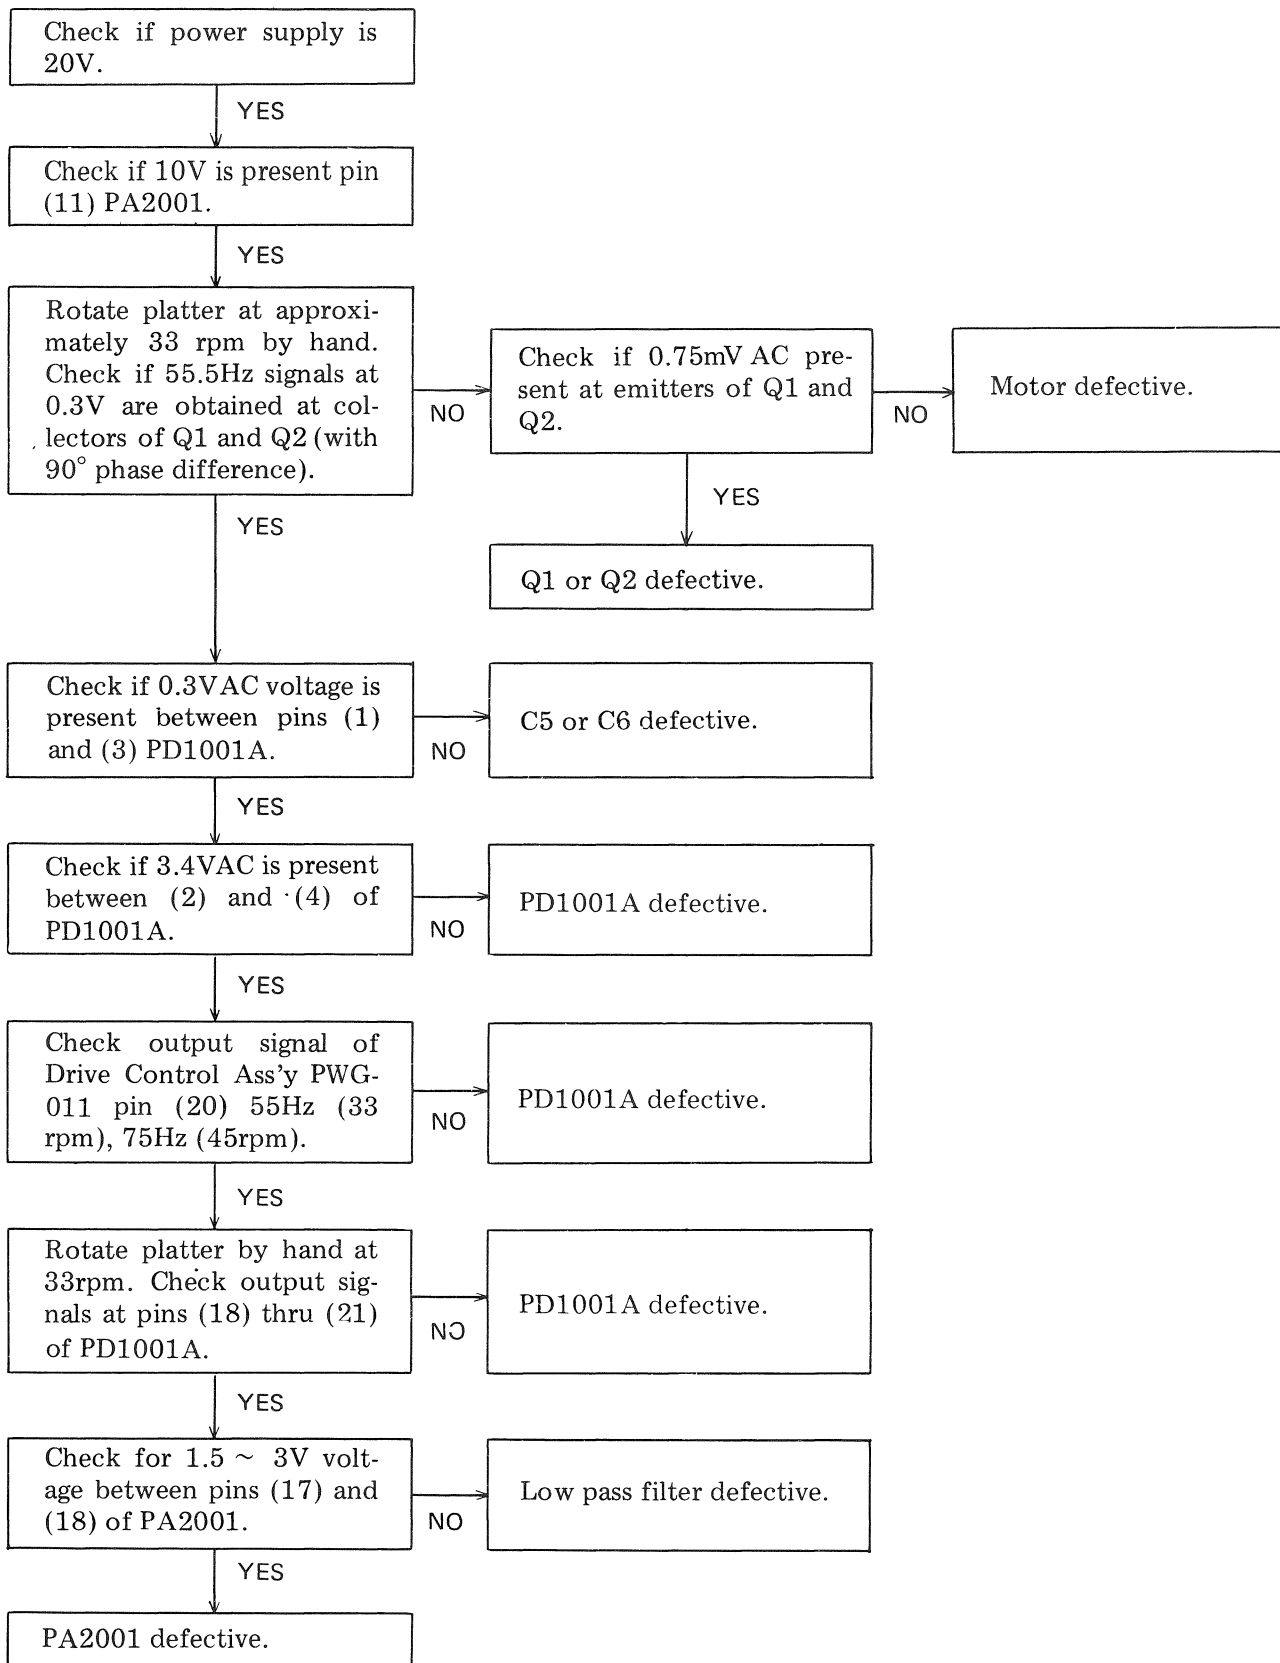 Check if power supply is
20V.
YES
Check if 10V is present pin
(11) PA2001.
YES
Rotate platter at approxi-
mately 33 rpm by hand.
Check if 55.5Hz signals at
0.3V are obtained at col-
lectors of Q1 and Q2 (with
90° phase difference).
NO
Check if 0.75mV AC pre-
sent at emitters of Q1 and
Q2.
NO
Motor defective.
YES
Q1 or Q2 defective.
YES
Check if 0.3VAC voltage is
present between pins (1)
and (3) PD1001A.
NO
C5 or C6 defective.
YES
Check if 3.4VAC is present
between (2) and (4) of
PD1001A.
NO
PD1001A defective.
YES
Check output signal of
Drive Control Ass'y PWG-
011 pin (20) 55Hz (33
rpm), 75Hz (45rpm).
NO
PD1001A defective.
YES
Rotate platter by hand at
33rpm. Check output sig-
nals at pins (18) thru (21)
of PD1001A.
NO
PD1001A defective.
YES
Check for 1.5 ~ 3V volt-
age between pins (17) and
(18) of PA2001.
NO
Low pass filter defective.
YES
PA2001 defective.